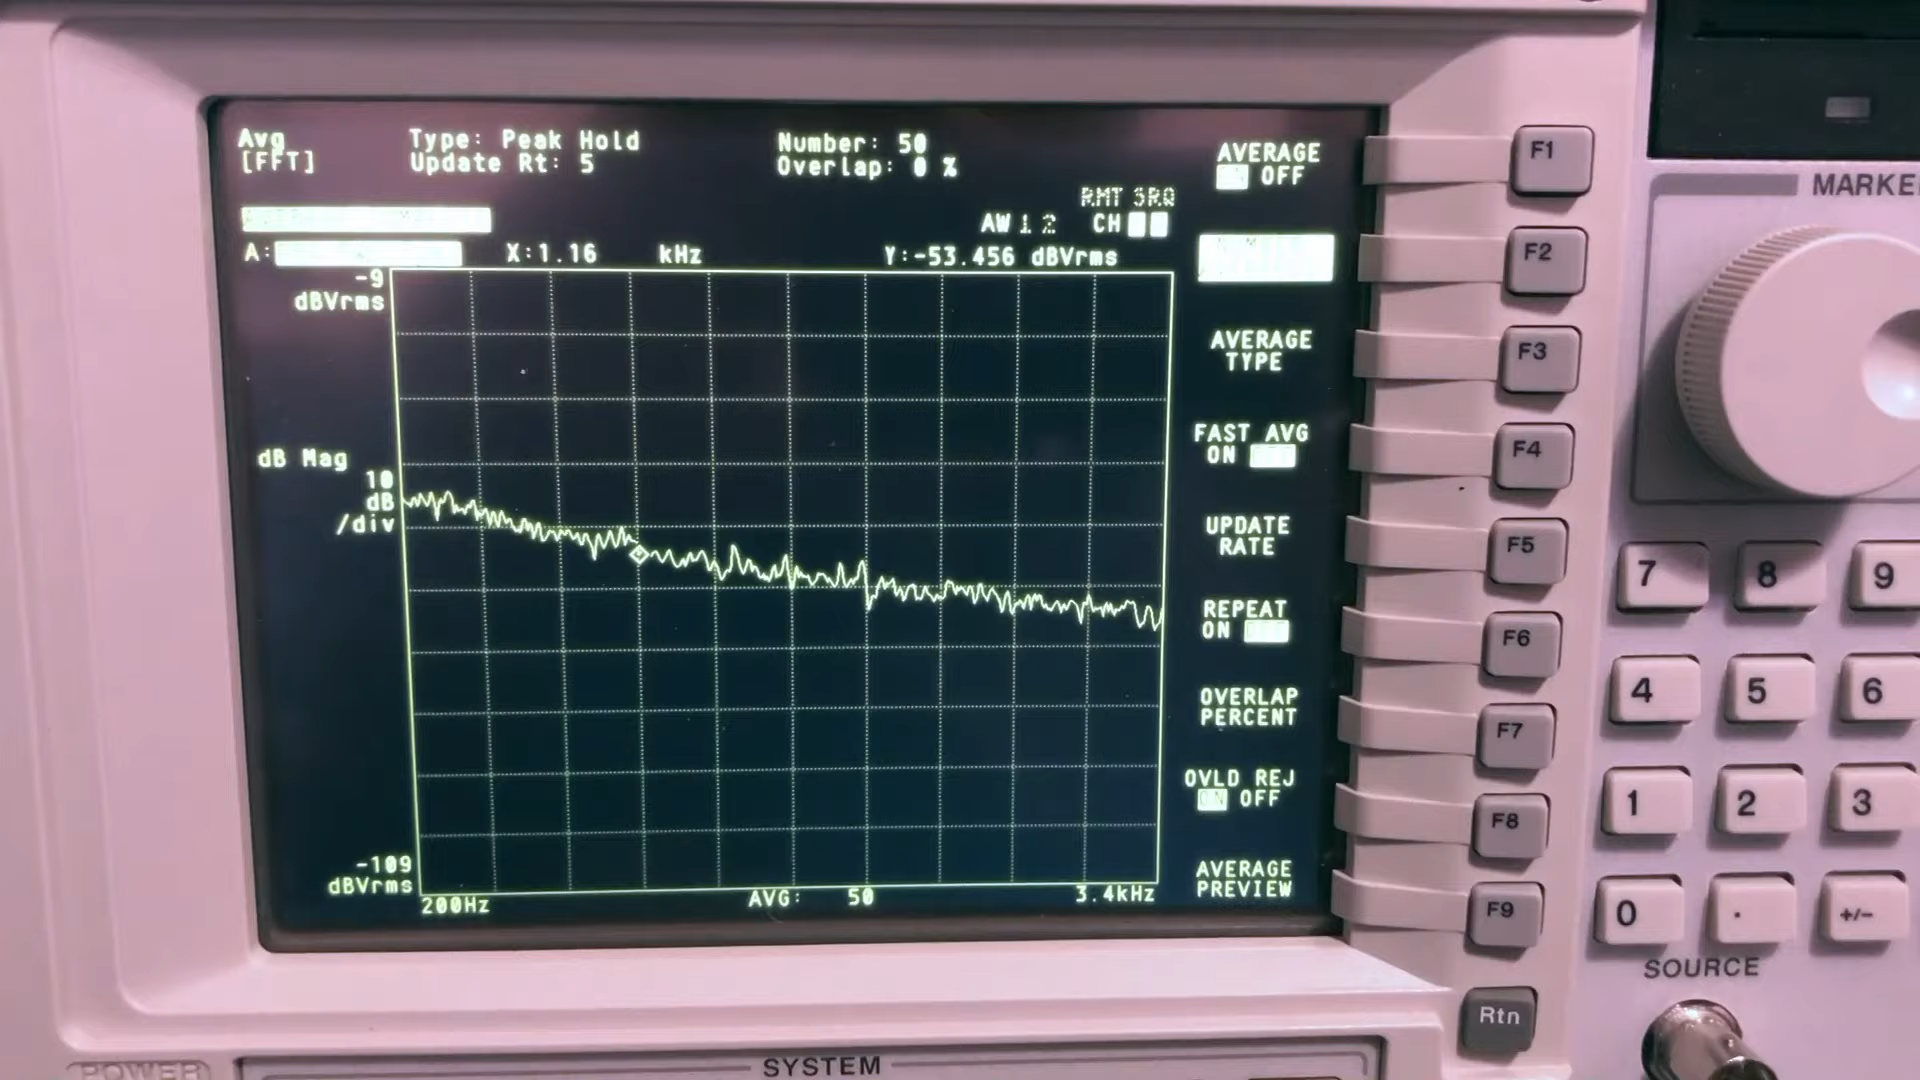 Avg Type: Peak Hold Number: 50
[FFT] Update Rt: 5 Overlap: 0 %
RMT SRQ
AW 1 2 CH
A: X:1.16 kHz Y:-53.456 dBVrms
-9
dBVrms
dB Mag
10
dB
/div
-109
dBVrms
200Hz AVG: 50 3.4kHz
AVERAGE
OFF
AVERAGE
TYPE
FAST AVG
ON
UPDATE
RATE
REPEAT
ON
OVERLAP
PERCENT
OVLD REJ
ON OFF
AVERAGE
PREVIEW
F1
F2
F3
F4
F5
F6
F7
F8
F9
Rtn
MARKE
7 8 9
4 5 6
1 2 3
0 . +/-
SOURCE
POWER
SYSTEM